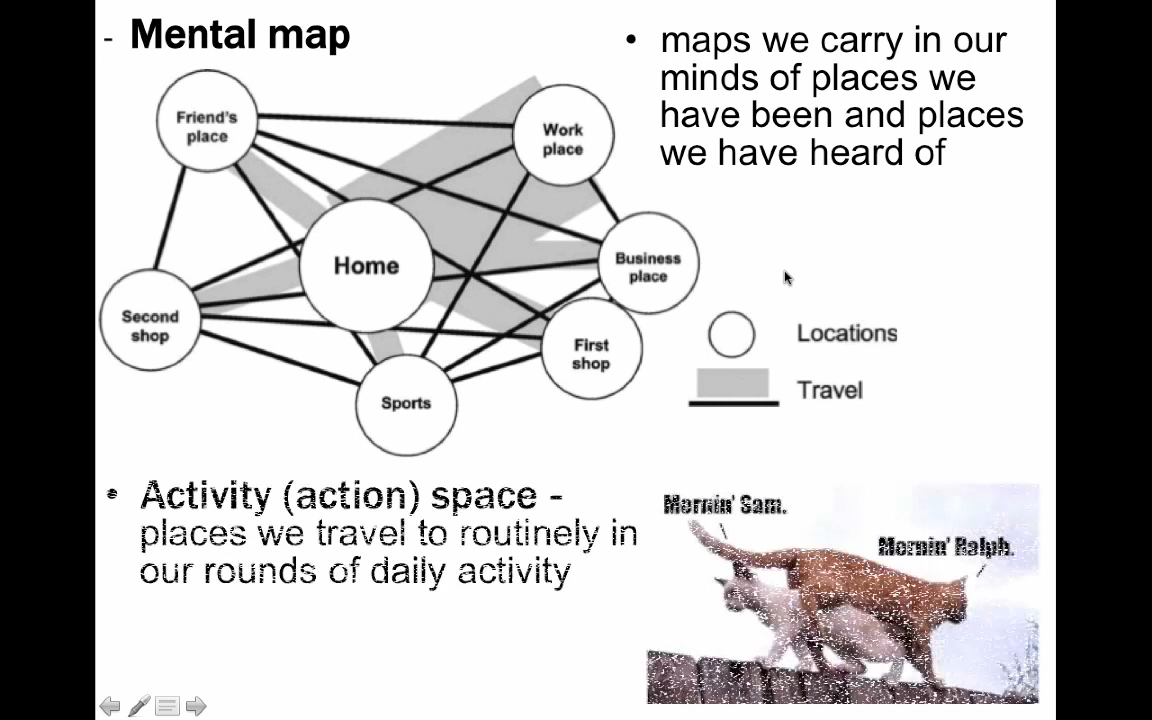 - Mental map
• maps we carry in our
minds of places we
have been and places
we have heard of
Friend's
place
Work
place
Home
Business
place
Second
shop
First
shop
Sports
Locations
Travel
• Activity (action) space -
places we travel to routinely in
our rounds of daily activity
Mornin' Sam.
Mornin' Ralph.